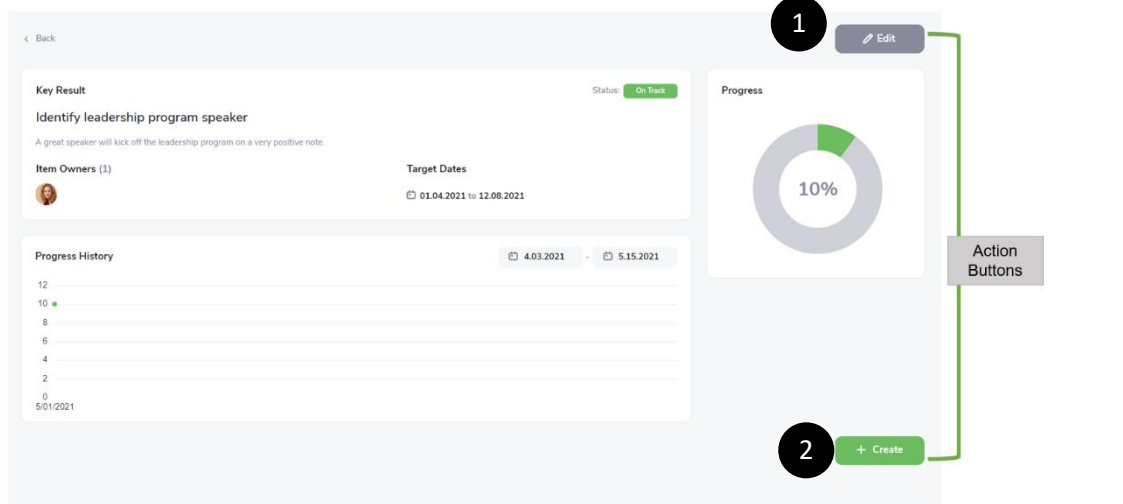 1
< Back
Edit
Key Result
Status: On Track
Identify leadership program speaker
A great speaker will kick off the leadership program on a very positive note.
Item Owners (1)
Target Dates
01.04.2021 to 12.08.2021
Progress
10%
Progress History
4.03.2021 - 5.15.2021
12
10
8
6
4
2
0
5/01/2021
Action
Buttons
2
+ Create